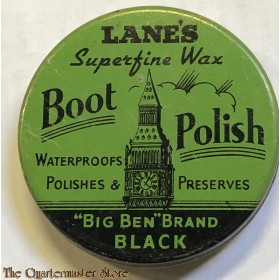 LANE'S
Superfine Wax
Boot
Polish
WATERPROOFS
POLISHES & PRESERVES
"BIG BEN" BRAND
BLACK
© The Quartermaster Store